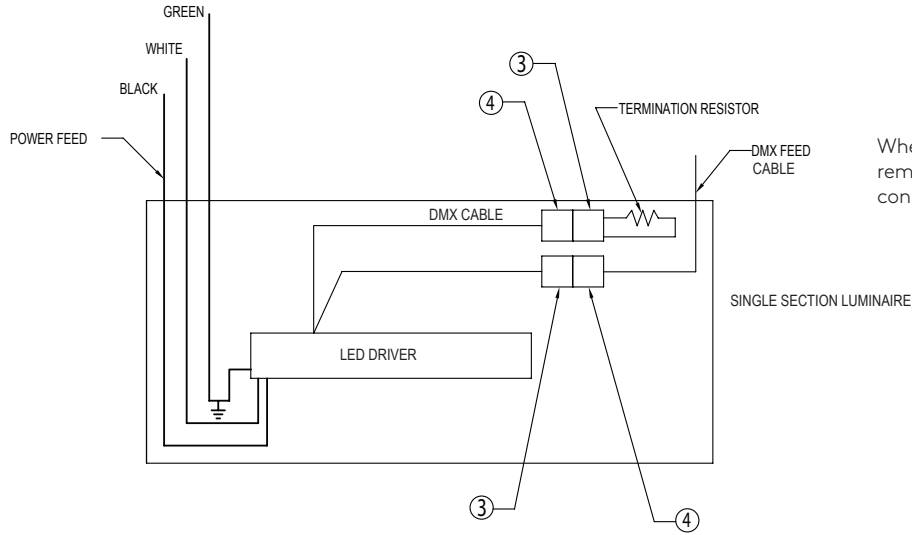 GREEN
WHITE
BLACK
POWER FEED
3
4
TERMINATION RESISTOR
DMX FEED
CABLE
DMX CABLE
SINGLE SECTION LUMINAIRE
LED DRIVER
3
4